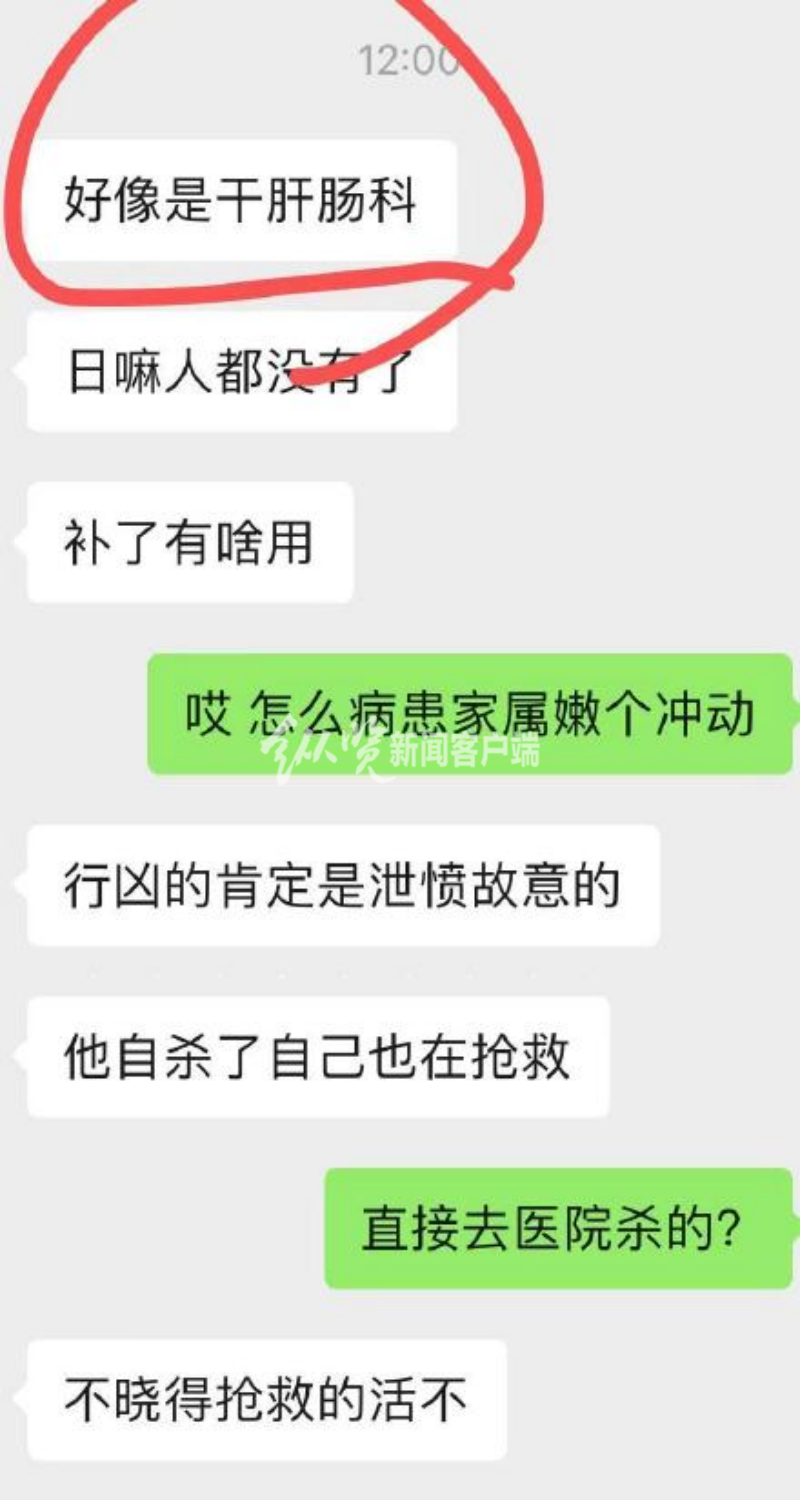 12:00
好像是干肝肠科
日嘛人都没有了
补了有啥用
哎 怎么病患家属嫩个冲动
纵览新闻客户端
行凶的肯定是泄愤故意的
他自杀了自己也在抢救
直接去医院杀的?
不晓得抢救的活不